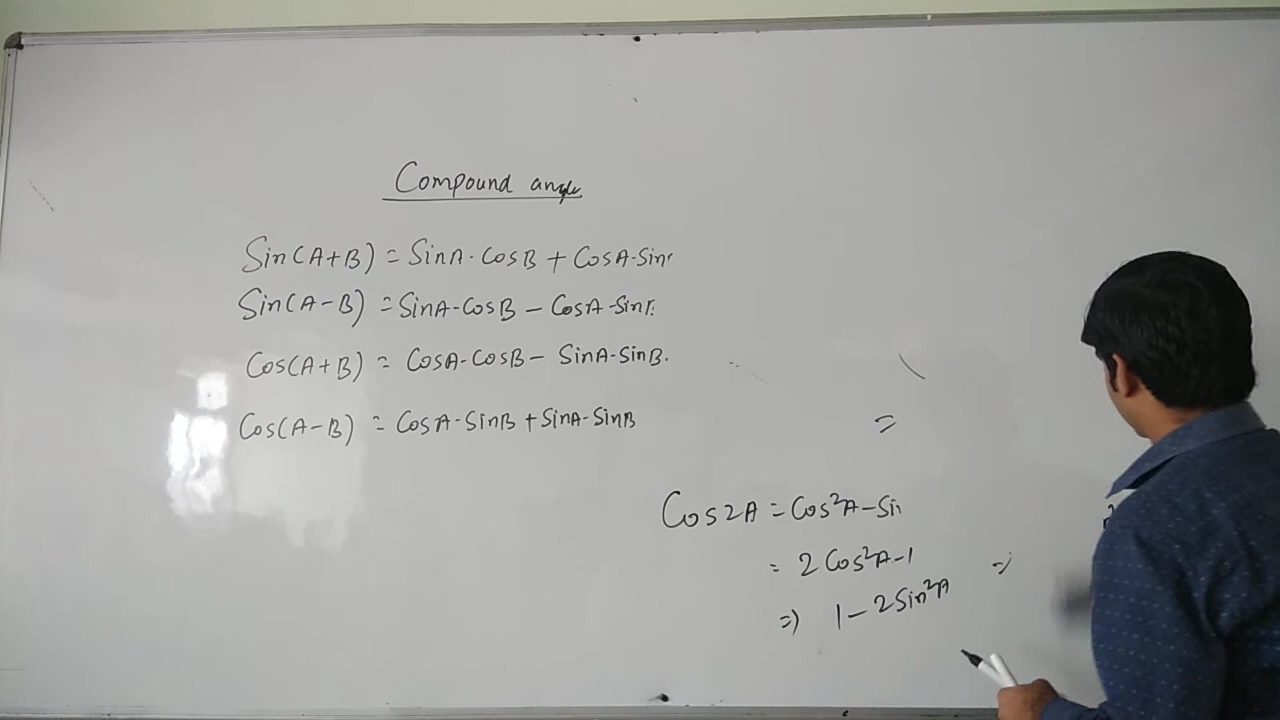 Compound angle
Sin(A+B) = SinA·CosB + CosA·Sin
Sin(A-B) = SinA-CosB - CosA-Sin
Cos(A+B) = CosA-CosB - SinA-SinB.
Cos(A-B) = CosA-SinB + SinA-SinB
=
Cos2A = Cos²A-Si
= 2Cos²A-1 =
=) 1-2Sin²A